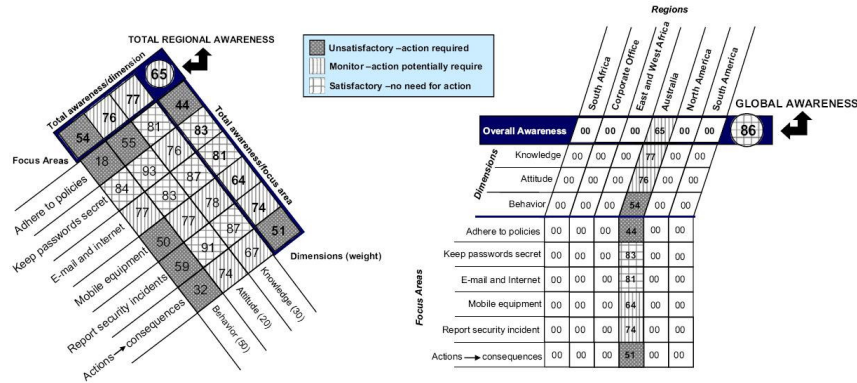 TOTAL REGIONAL AWARENESS
65
Total awareness/dimension
54 76 77
Total awareness/focus area
44 83 81 64 74 51
Focus Areas
18 55 81
84 93 76
77 83 87
50 77 78
59 91 87
32 74 67
Adhere to policies
Keep passwords secret
E-mail and internet
Mobile equipment
Report security incidents
Actions consequences
Behavior (50)
Attitude (20)
Knowledge (30)
Dimensions (weight)
Unsatisfactory –action required
Monitor –action potentially require
Satisfactory –no need for action
Regions
South Africa
Corporate Office
East and West Africa
Australia
North America
South America
GLOBAL AWARENESS
Overall Awareness 00 00 00 65 00 00 86
Dimensions
Knowledge 00 00 00 77 00 00
Attitude 00 00 00 76 00 00
Behavior 00 00 00 54 00 00
Focus Areas
Adhere to policies 00 00 00 44 00 00
Keep passwords secret 00 00 00 83 00 00
E-mail and Internet 00 00 00 81 00 00
Mobile equipment 00 00 00 64 00 00
Report security incident 00 00 00 74 00 00
Actions consequences 00 00 00 51 00 00